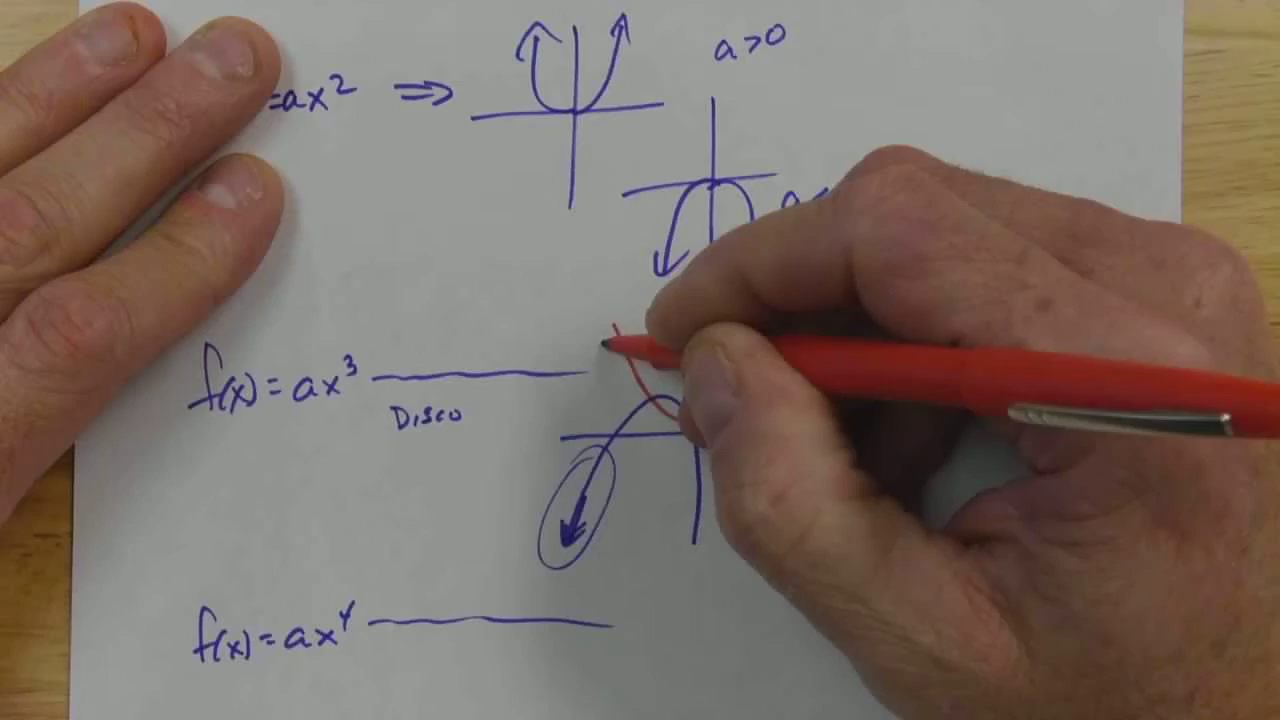 =ax² ⇒
a>0
a<
f(x)=ax³
Disco
f(x)=ax⁴